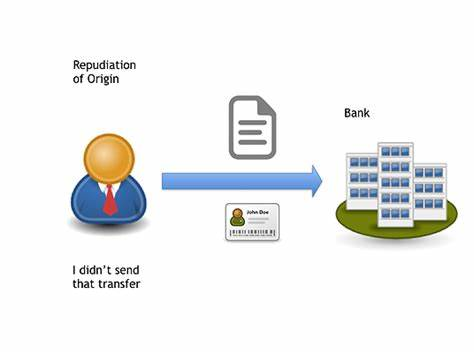 Repudiation
of Origin
Bank
John Doe
I didn't send
that transfer